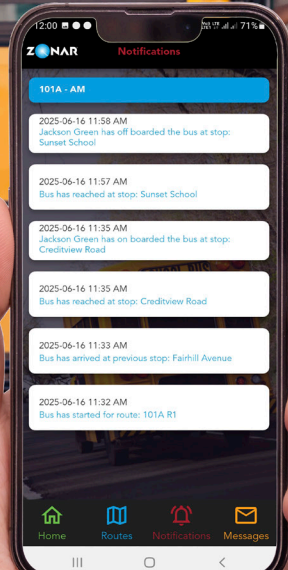 12:00
71%
ZONAR
Notifications
101A - AM
2025-06-16 11:58 AM
Jackson Green has off boarded the bus at stop:
Sunset School
2025-06-16 11:57 AM
Bus has reached at stop: Sunset School
2025-06-16 11:35 AM
Jackson Green has on boarded the bus at stop:
Creditview Road
2025-06-16 11:35 AM
Bus has reached at stop: Creditview Road
2025-06-16 11:33 AM
Bus has arrived at previous stop: Fairhill Avenue
2025-06-16 11:32 AM
Bus has started for route: 101A R1
Home
Routes
Notifications
Messages